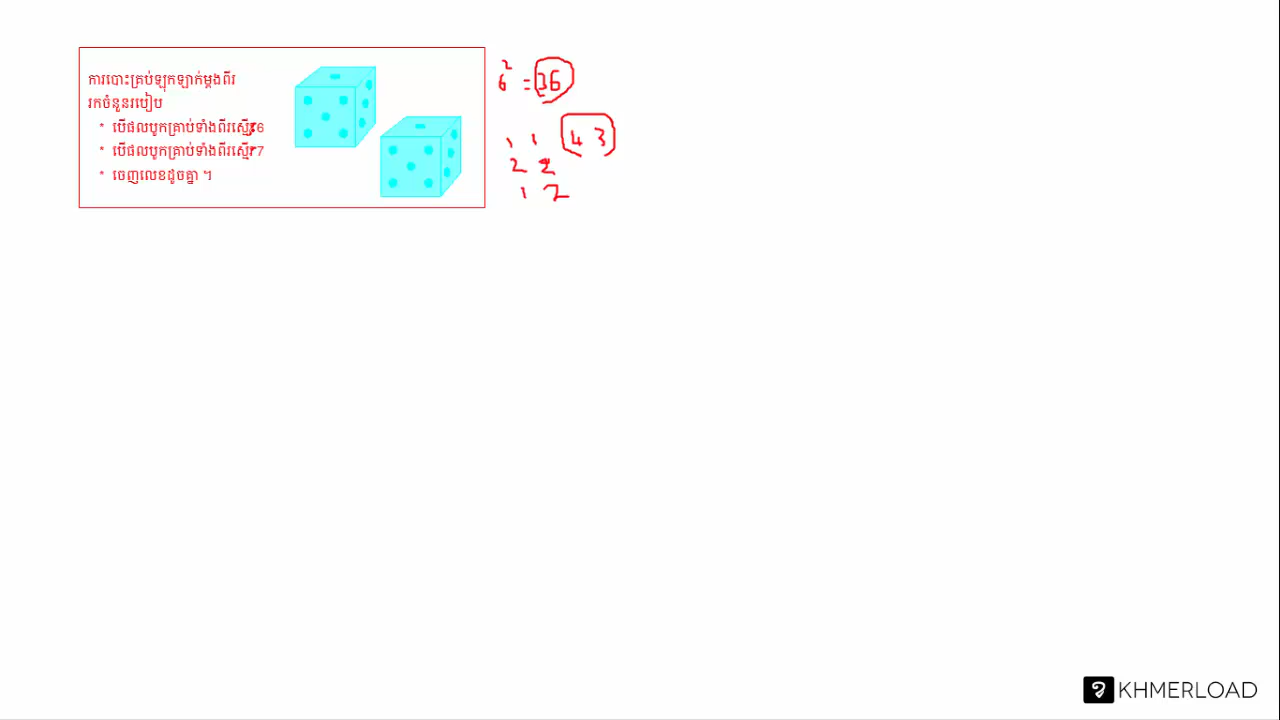 ការបោះគ្រប់ឡុកឡាក់ម្តងពីរ
រកចំនួនរបៀប
* បើផលបូកគ្រាប់ទាំងពីរស្មើ 6
* បើផលបូកគ្រាប់ទាំងពីរស្មើ 7
* ចេញលេខដូចគ្នា ។
6² = 36
1 1 4 3
2 2
1 2
KHMERLOAD